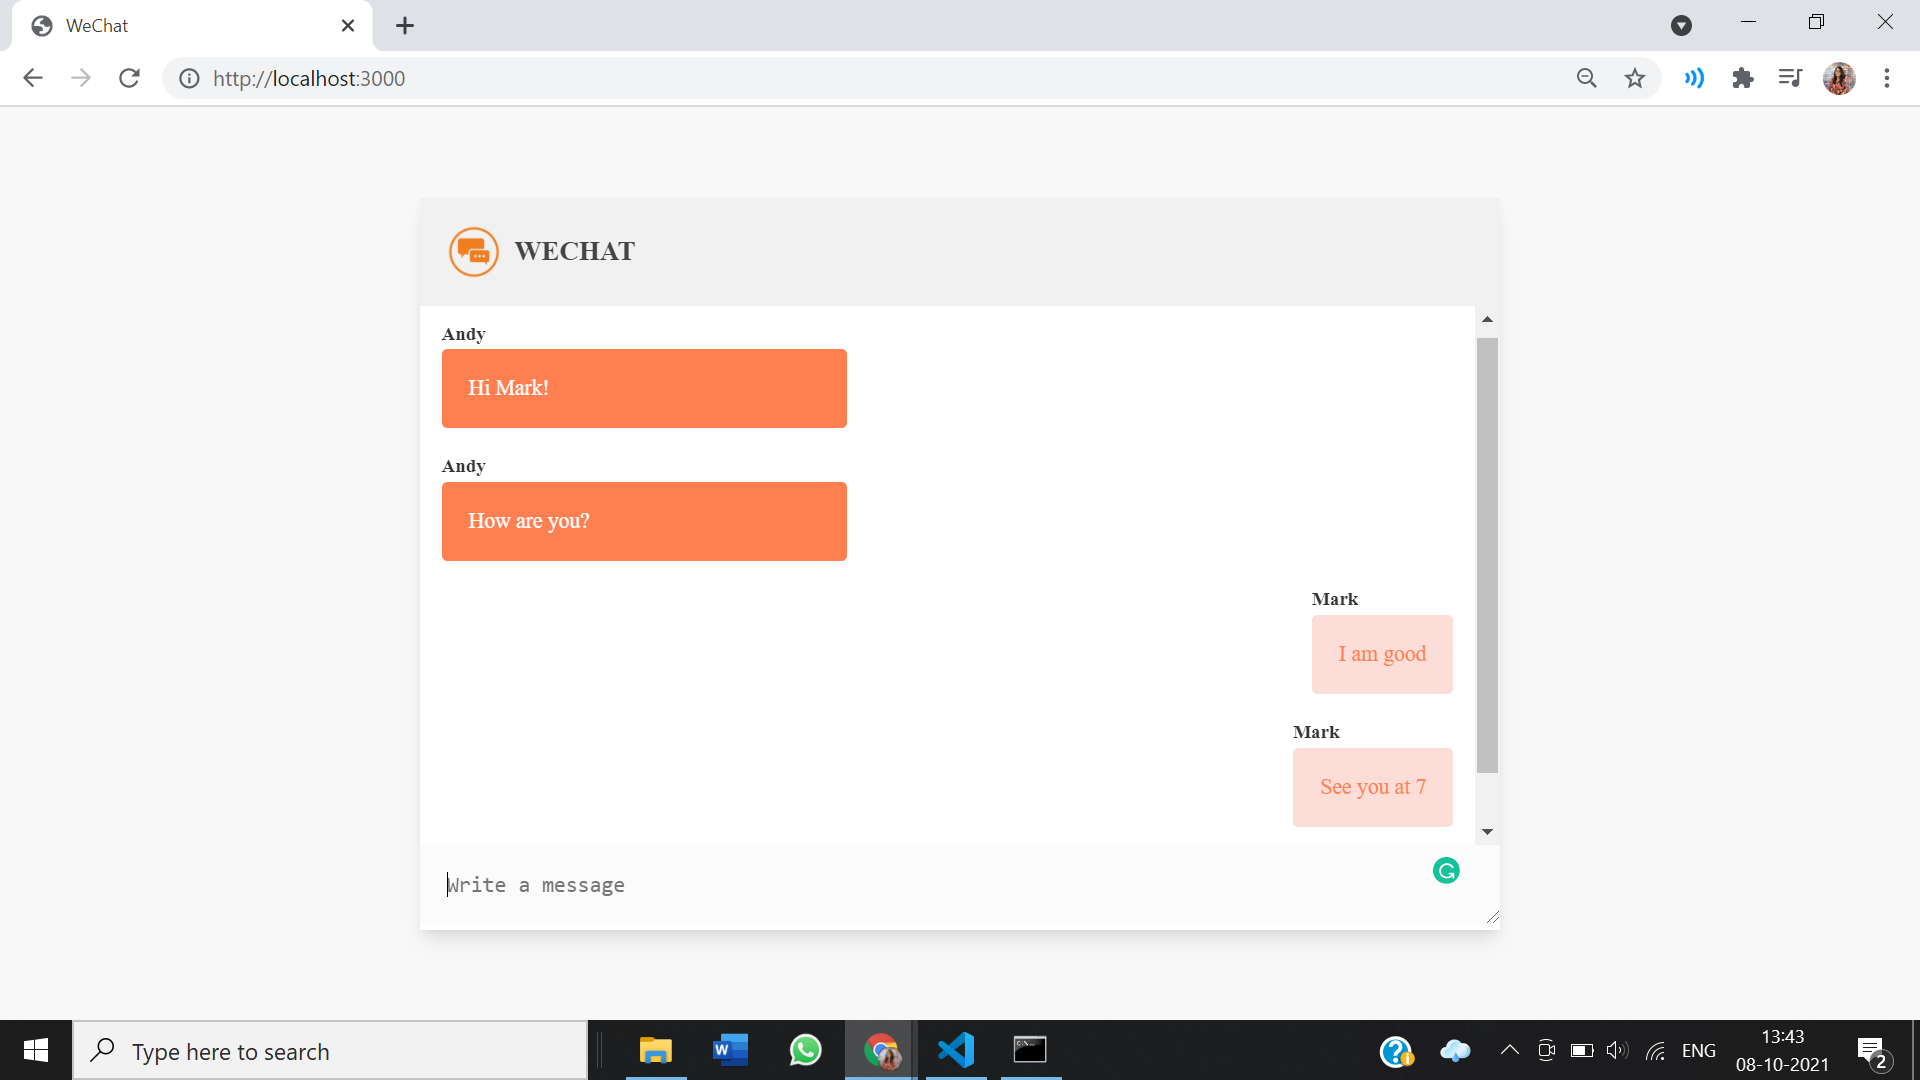 WeChat
http://localhost:3000
WECHAT
Andy
Hi Mark!
Andy
How are you?
Mark
I am good
Mark
See you at 7
Write a message
Type here to search
W
ENG
13:43
08-10-2021
2